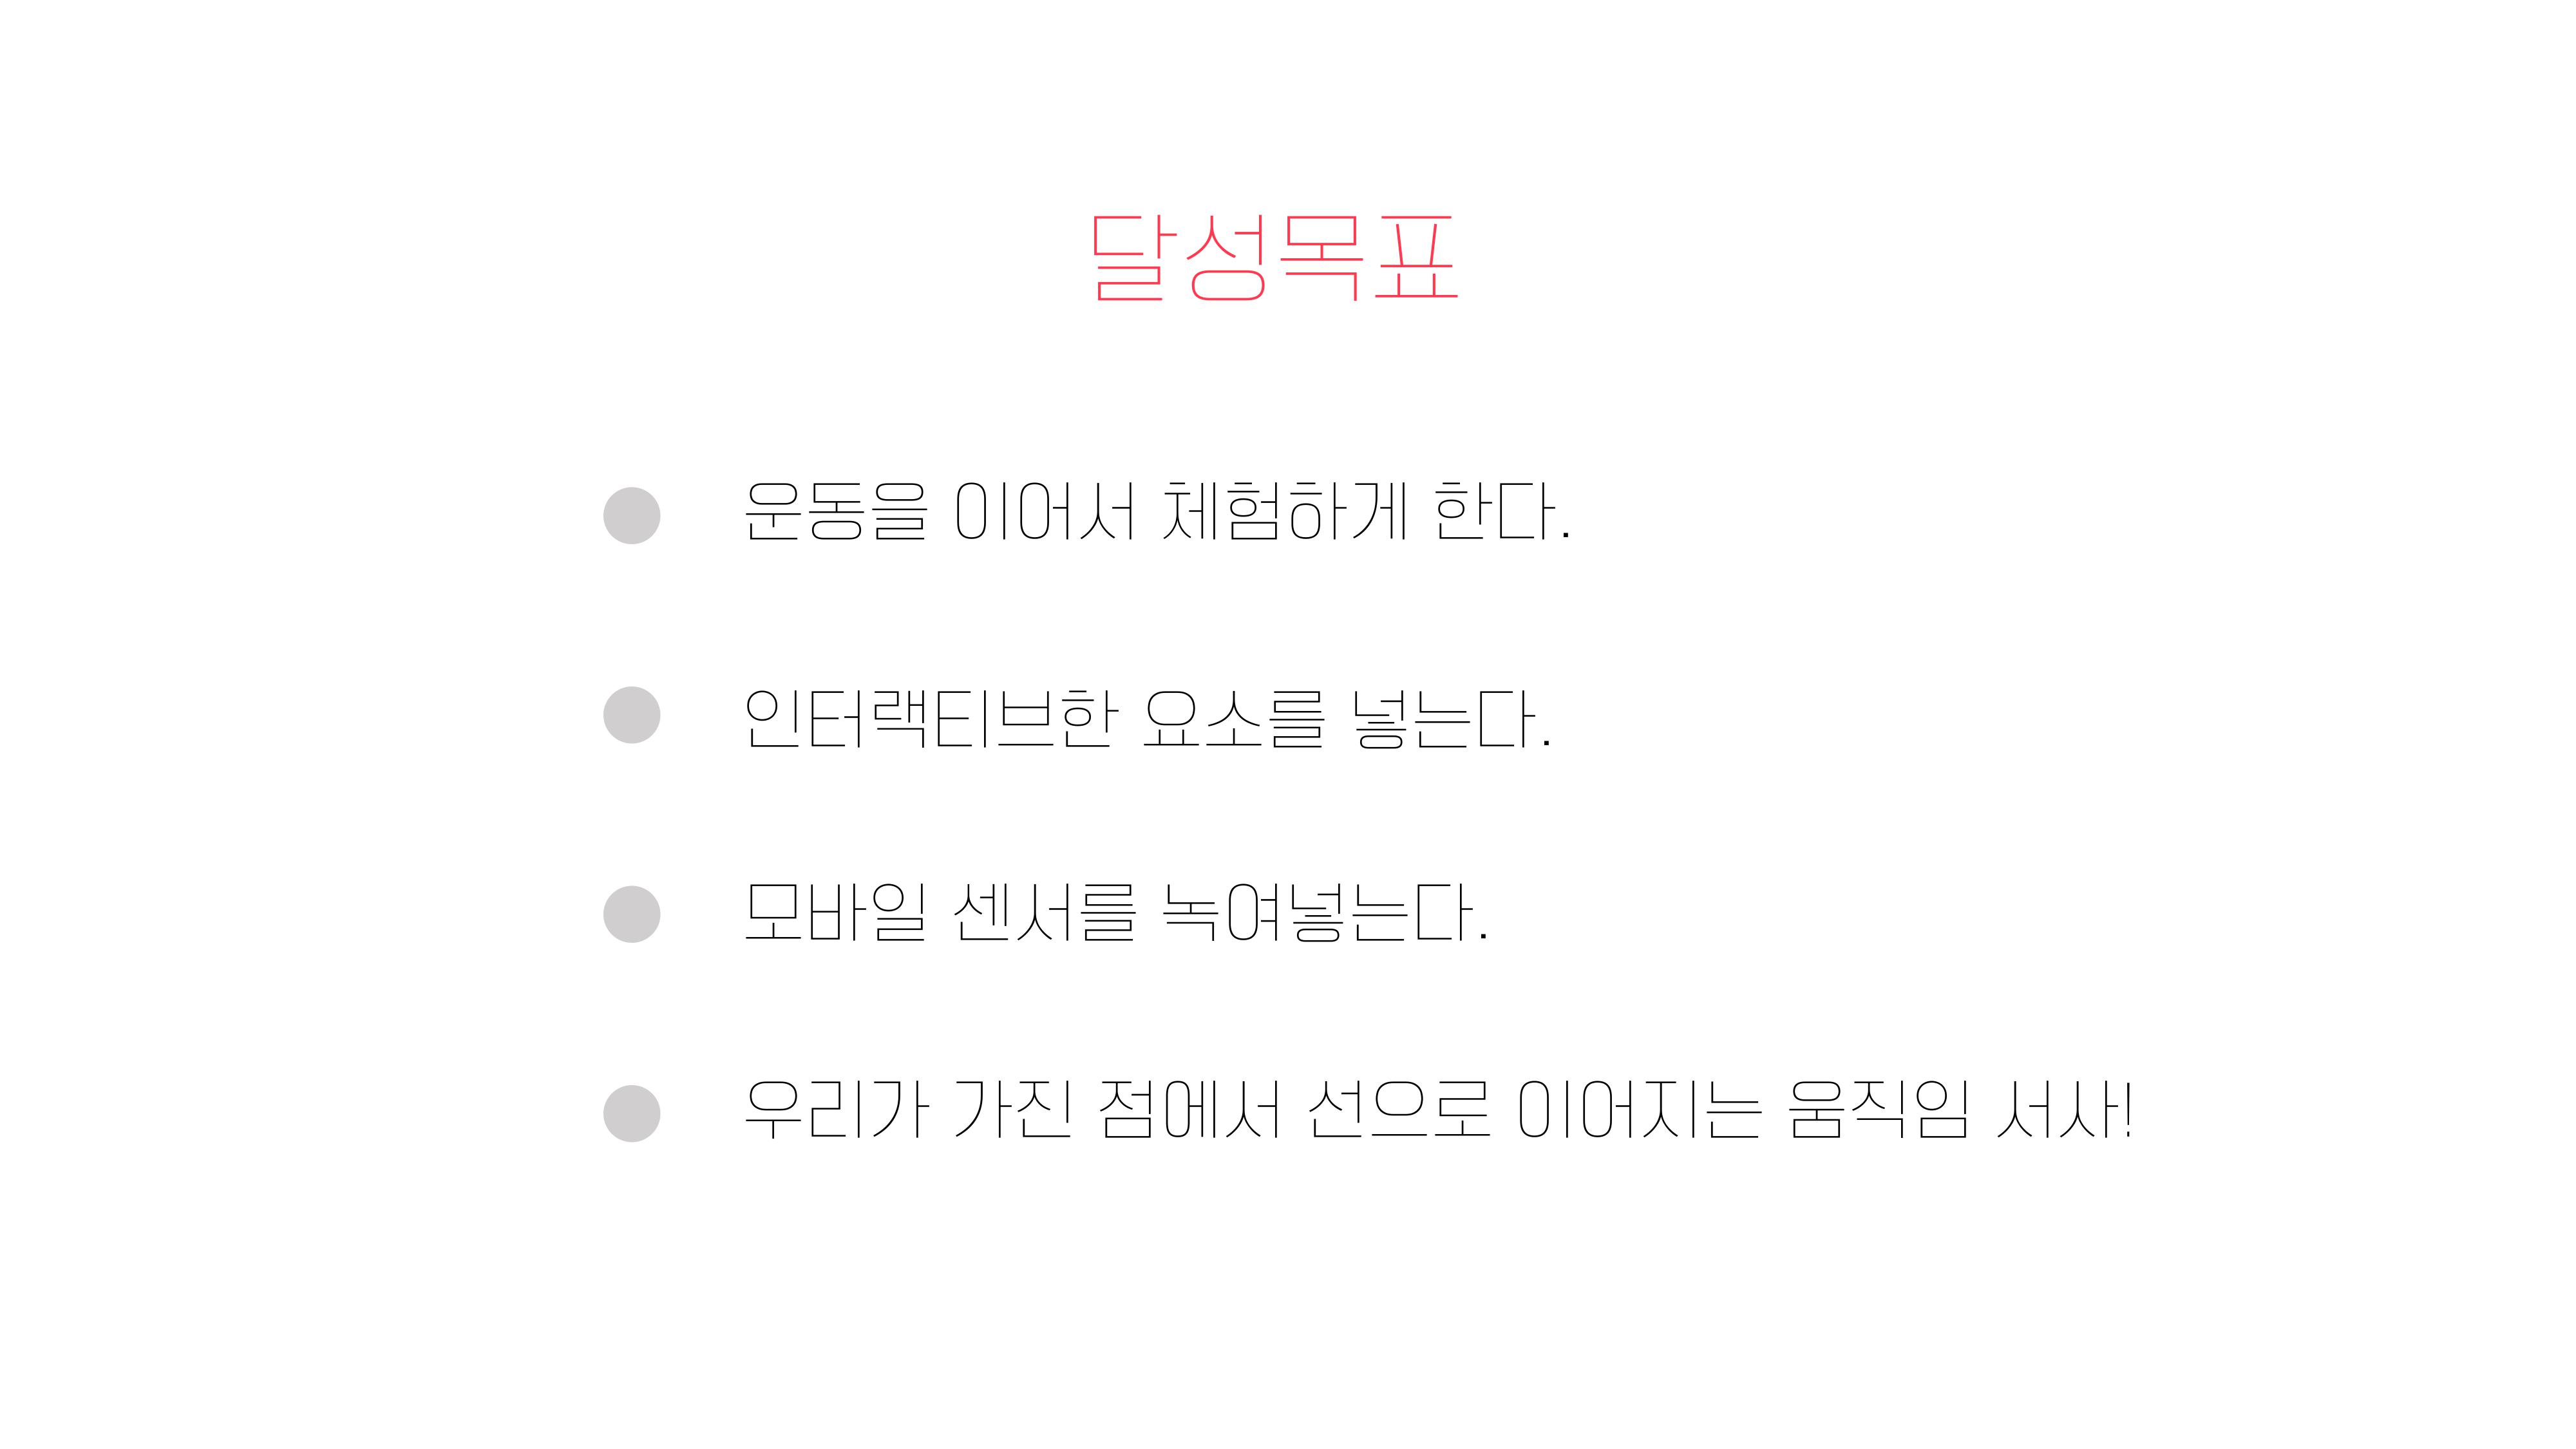 달성목표
운동을 이어서 체험하게 한다.
인터랙티브한 요소를 넣는다.
모바일 센서를 녹여넣는다.
우리가 가진 점에서 선으로 이어지는 움직임 서사!